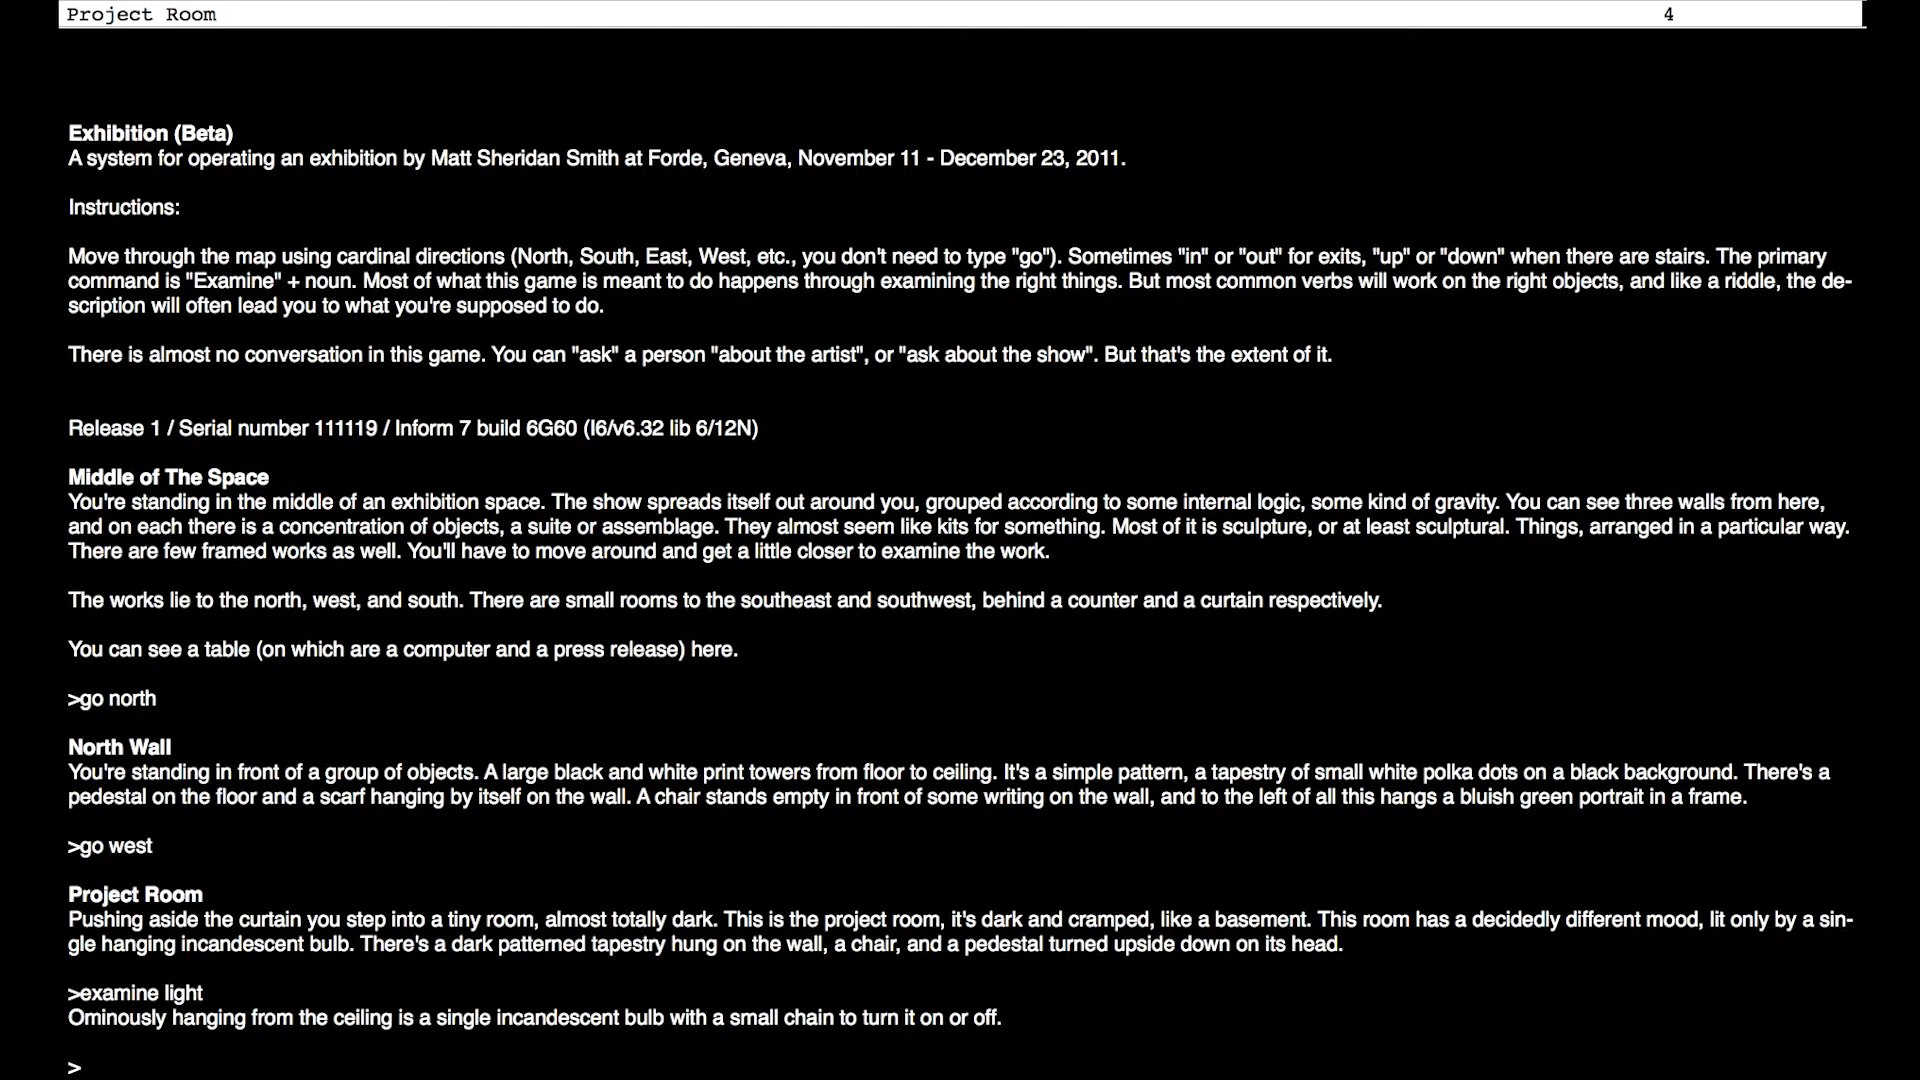 Project Room 4
Exhibition (Beta)
A system for operating an exhibition by Matt Sheridan Smith at Forde, Geneva, November 11 - December 23, 2011.
Instructions:
Move through the map using cardinal directions (North, South, East, West, etc., you don't need to type "go"). Sometimes "in" or "out" for exits, "up" or "down" when there are stairs. The primary
command is "Examine" + noun. Most of what this game is meant to do happens through examining the right things. But most common verbs will work on the right objects, and like a riddle, the de-
scription will often lead you to what you're supposed to do.
There is almost no conversation in this game. You can "ask" a person "about the artist", or "ask about the show". But that's the extent of it.
Release 1 / Serial number 111119 / Inform 7 build 6G60 (I6/v6.32 lib 6/12N)
Middle of The Space
You're standing in the middle of an exhibition space. The show spreads itself out around you, grouped according to some internal logic, some kind of gravity. You can see three walls from here,
and on each there is a concentration of objects, a suite or assemblage. They almost seem like kits for something. Most of it is sculpture, or at least sculptural. Things, arranged in a particular way.
There are few framed works as well. You'll have to move around and get a little closer to examine the work.
The works lie to the north, west, and south. There are small rooms to the southeast and southwest, behind a counter and a curtain respectively.
You can see a table (on which are a computer and a press release) here.
>go north
North Wall
You're standing in front of a group of objects. A large black and white print towers from floor to ceiling. It's a simple pattern, a tapestry of small white polka dots on a black background. There's a
pedestal on the floor and a scarf hanging by itself on the wall. A chair stands empty in front of some writing on the wall, and to the left of all this hangs a bluish green portrait in a frame.
>go west
Project Room
Pushing aside the curtain you step into a tiny room, almost totally dark. This is the project room, it's dark and cramped, like a basement. This room has a decidedly different mood, lit only by a sin-
gle hanging incandescent bulb. There's a dark patterned tapestry hung on the wall, a chair, and a pedestal turned upside down on its head.
>examine light
Ominously hanging from the ceiling is a single incandescent bulb with a small chain to turn it on or off.
>